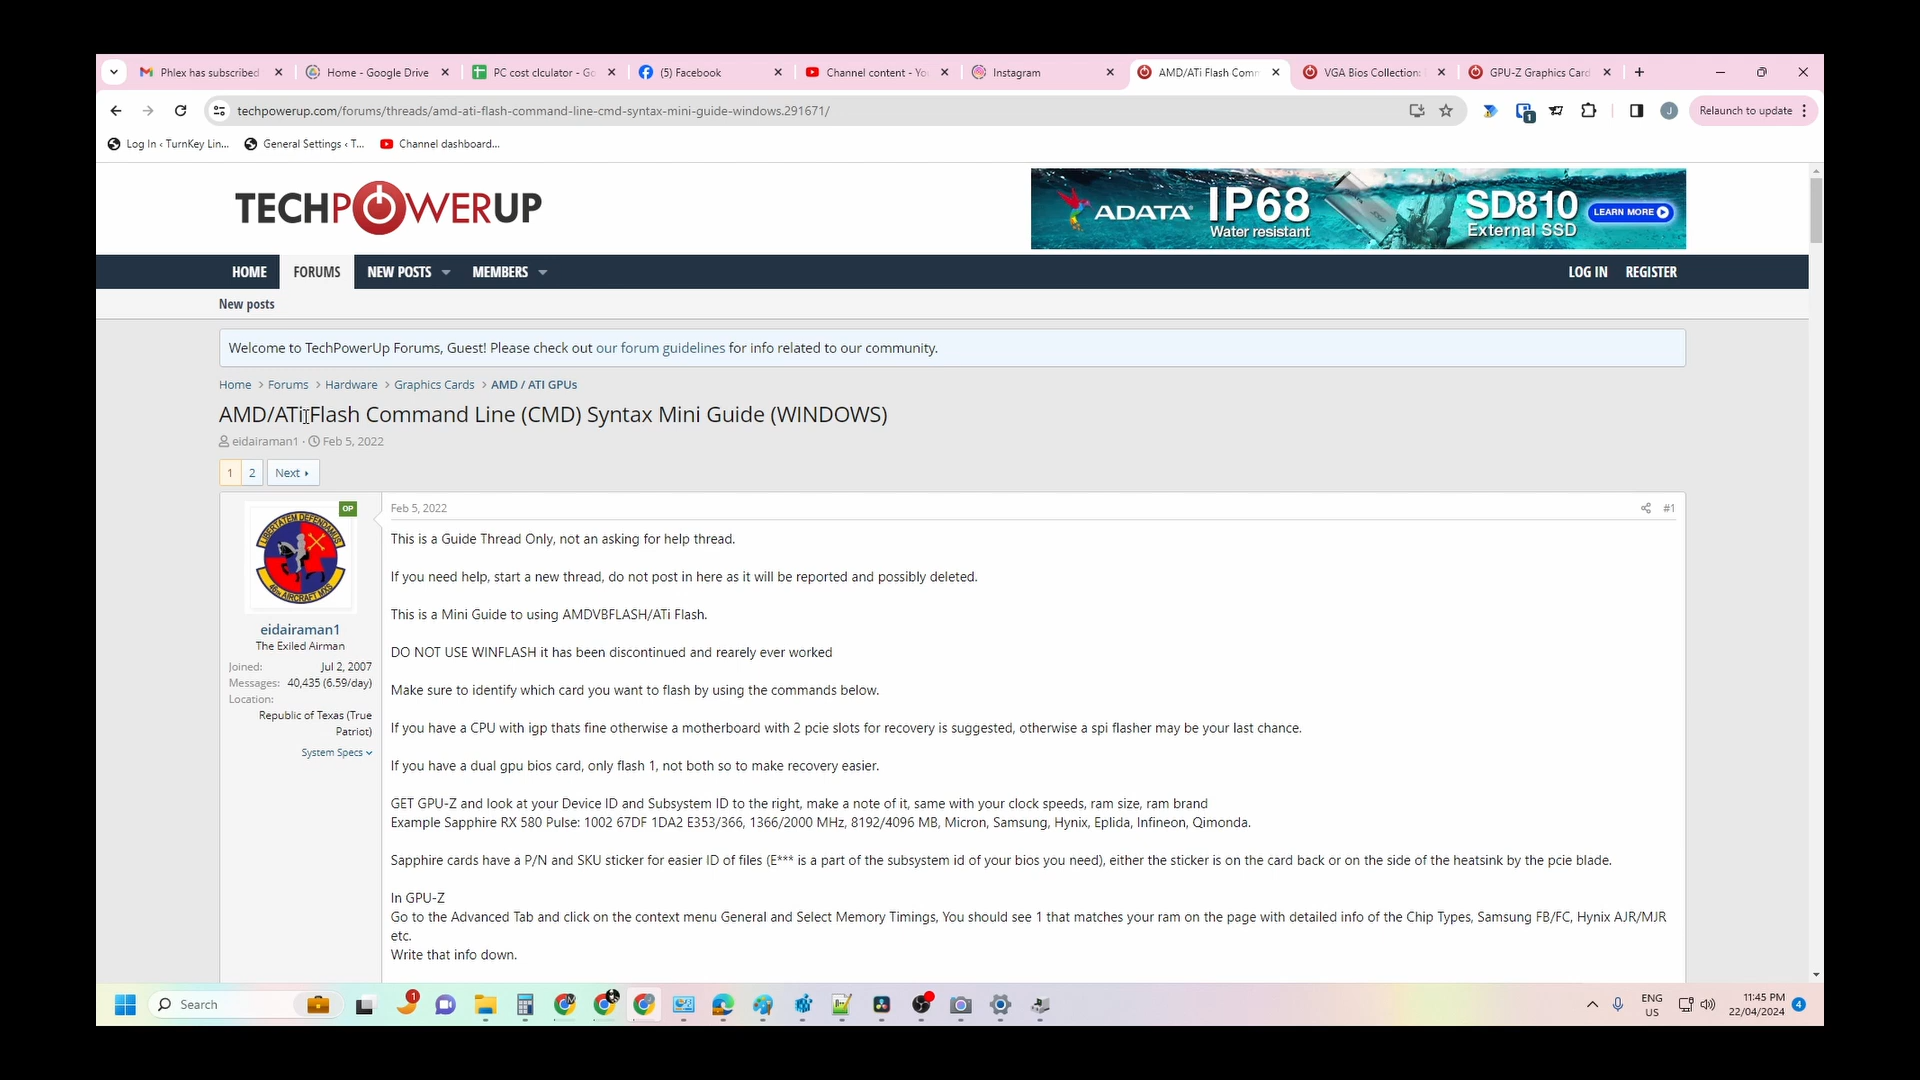 Phlex has subscribed
Home - Google Drive
PC cost clculator - Go
(5) Facebook
Channel content - Yo
Instagram
AMD/ATi Flash Comm
VGA Bios Collection:
GPU-Z Graphics Card
techpowerup.com/forums/threads/amd-ati-flash-command-line-cmd-syntax-mini-guide-windows.291671/
1
J
Relaunch to update
Log In ‹ TurnKey Lin...
General Settings ‹ T...
Channel dashboard...
TECHPOWERUP
ADATA IP68 Water resistant SD810 External SSD LEARN MORE
HOME FORUMS NEW POSTS MEMBERS LOG IN REGISTER
New posts
Welcome to TechPowerUp Forums, Guest! Please check out our forum guidelines for info related to our community.
Home > Forums > Hardware > Graphics Cards > AMD / ATI GPUs
AMD/ATi Flash Command Line (CMD) Syntax Mini Guide (WINDOWS)
eidairaman1 · Feb 5, 2022
1 2 Next
OP
LIBERTATEM DEFENDAMUS
eidairaman1
The Exiled Airman
Joined: Jul 2, 2007
Messages: 40,435 (6.59/day)
Location:
Republic of Texas (True
Patriot)
System Specs
Feb 5, 2022 #1
This is a Guide Thread Only, not an asking for help thread.
If you need help, start a new thread, do not post in here as it will be reported and possibly deleted.
This is a Mini Guide to using AMDVBFLASH/ATi Flash.
DO NOT USE WINFLASH it has been discontinued and rearely ever worked
Make sure to identify which card you want to flash by using the commands below.
If you have a CPU with igp thats fine otherwise a motherboard with 2 pcie slots for recovery is suggested, otherwise a spi flasher may be your last chance.
If you have a dual gpu bios card, only flash 1, not both so to make recovery easier.
GET GPU-Z and look at your Device ID and Subsystem ID to the right, make a note of it, same with your clock speeds, ram size, ram brand
Example Sapphire RX 580 Pulse: 1002 67DF 1DA2 E353/366, 1366/2000 MHz, 8192/4096 MB, Micron, Samsung, Hynix, Eplida, Infineon, Qimonda.
Sapphire cards have a P/N and SKU sticker for easier ID of files (E*** is a part of the subsystem id of your bios you need), either the sticker is on the card back or on the side of the heatsink by the pcie blade.
In GPU-Z
Go to the Advanced Tab and click on the context menu General and Select Memory Timings, You should see 1 that matches your ram on the page with detailed info of the Chip Types, Samsung FB/FC, Hynix AJR/MJR
etc.
Write that info down.
Search
1
ENG
US
11:45 PM
22/04/2024
4